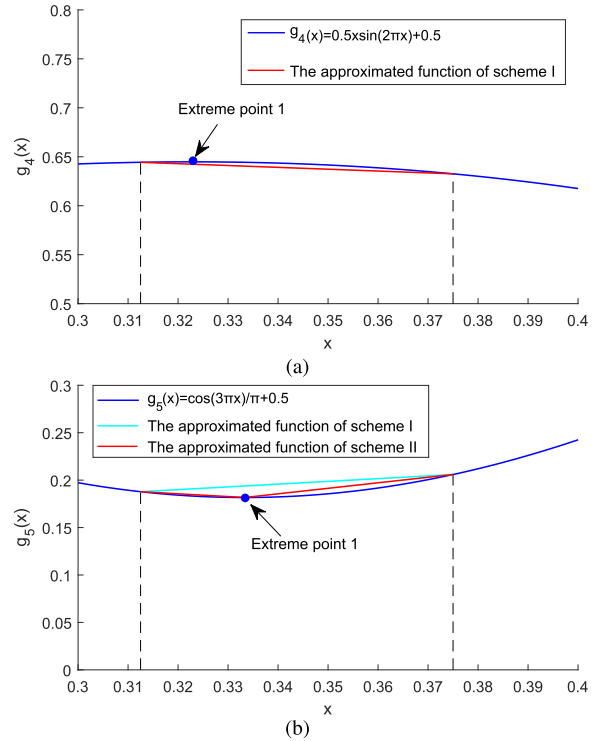 0.8
g4(x)=0.5xsin(2πx)+0.5
The approximated function of scheme I
0.75
0.7
Extreme point 1
g4(x)
0.65
0.6
0.55
0.5
0.3 0.31 0.32 0.33 0.34 0.35 0.36 0.37 0.38 0.39 0.4
x
(a)
0.3
g5(x)=cos(3πx)/π+0.5
The approximated function of scheme I
The approximated function of scheme II
0.25
0.2
g5(x)
0.15
Extreme point 1
0.1
0.05
0
0.3 0.31 0.32 0.33 0.34 0.35 0.36 0.37 0.38 0.39 0.4
x
(b)